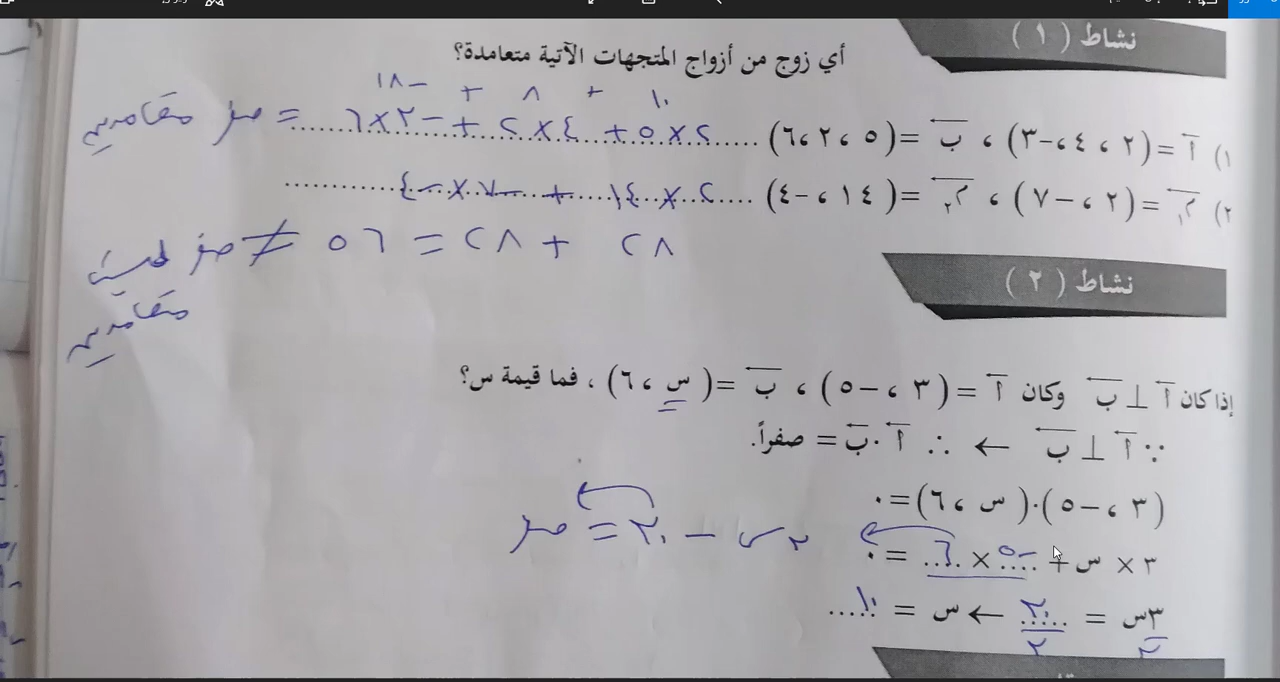 نشاط ( ١ )
أي زوج من أزواج المتجهات الآتية متعامدة؟
١٠ + ٨ + -١٨
١) أ = (٢ ، ٤ ، -٣) ، ب = (٥ ، ٢ ، ٦) ٢×٥ + ٤×٢ + -٣×٦ = صفر متعامدين
٢) م١ = (٢ ، -٧) ، م٢ = (١٤ ، -٤) ٢×١٤ + -٧×-٤
٢٨ + ٢٨ = ٥٦ ≠ صفر ليست
متعامدين
نشاط ( ٢ )
إذا كان أ ⊥ ب وكان أ = (٣ ، -٥) ، ب = (س ، ٦) ، فما قيمة س؟
∵ أ ⊥ ب ← ∴ أ · ب = صفراً.
(٣ ، -٥)·(س ، ٦) = ٠
٣ × س + -٥ × ٦ = ٠
٣س - ٣٠ = صفر
٣س = ٣٠ ← س = ١٠
٣ ٣